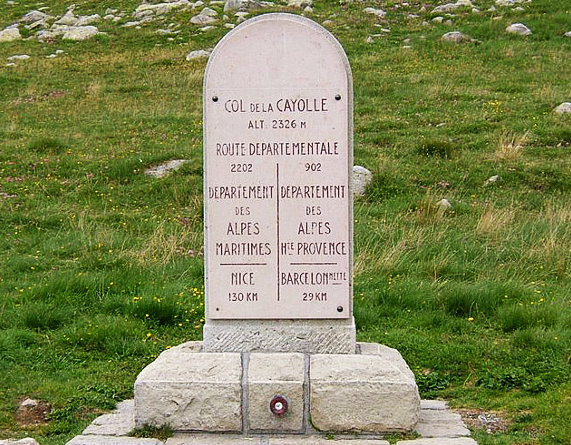 COL DE LA CAYOLLE
ALT. 2326 M
ROUTE DEPARTEMENTALE
2202 902
DEPARTEMENT DEPARTEMENT
DES DES
ALPES ALPES
MARITIMES HTE PROVENCE
NICE BARCELONNETTE
130 KM 29 KM